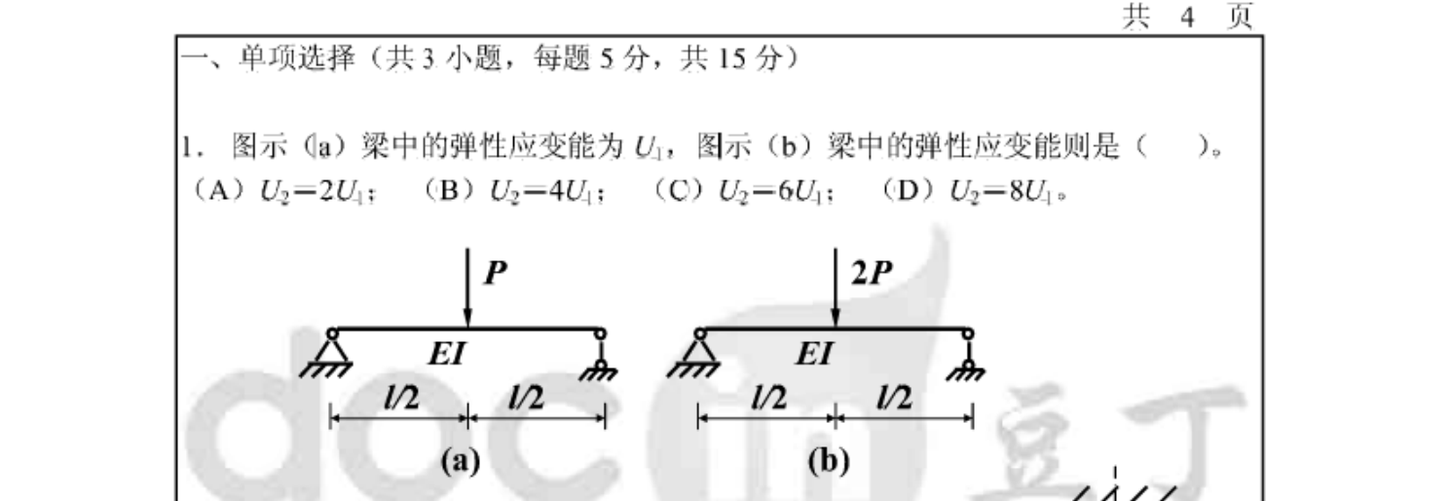 共 4 页
一、单项选择（共 3 小题，每题 5 分，共 15 分）
1． 图示（a）梁中的弹性应变能为 U₁，图示（b）梁中的弹性应变能则是（ ）。
（A）U₂＝2U₁； （B）U₂＝4U₁； （C）U₂＝6U₁； （D）U₂＝8U₁。
P 2P
EI EI
l/2 l/2 l/2 l/2
(a) (b)
docin 豆丁